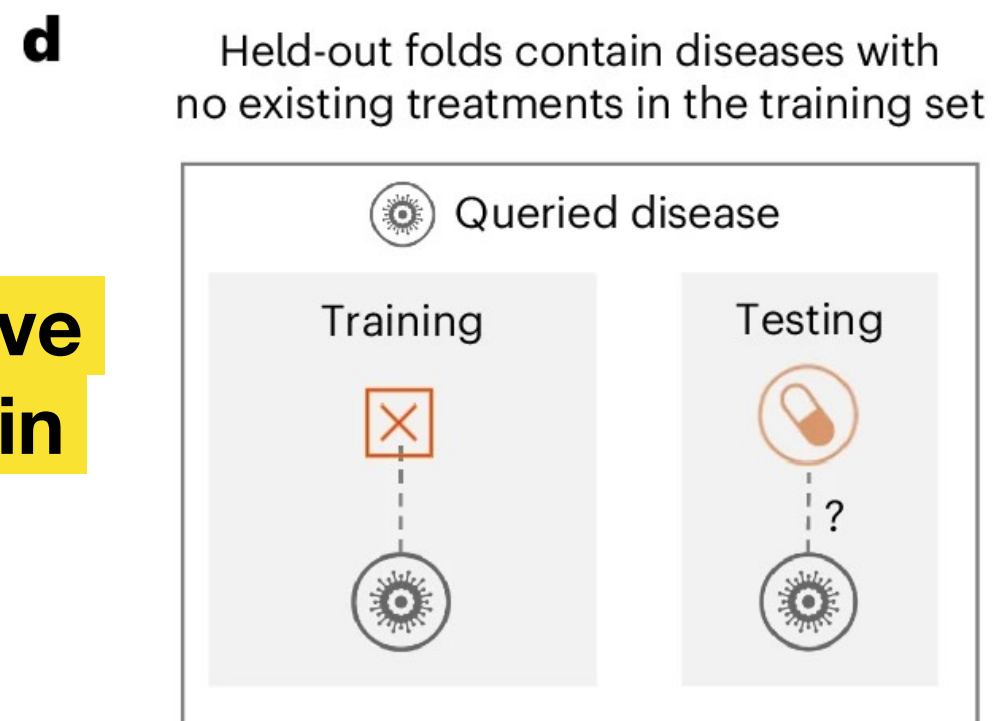 d
Held-out folds contain diseases with
no existing treatments in the training set
Queried disease
Training
Testing
?
ve
in